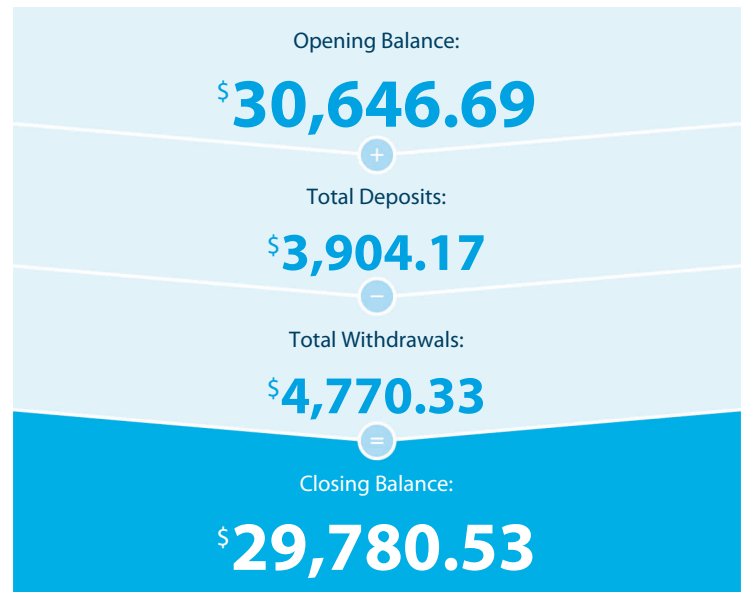 Opening Balance:
$30,646.69
+
Total Deposits:
$3,904.17
−
Total Withdrawals:
$4,770.33
=
Closing Balance:
$29,780.53